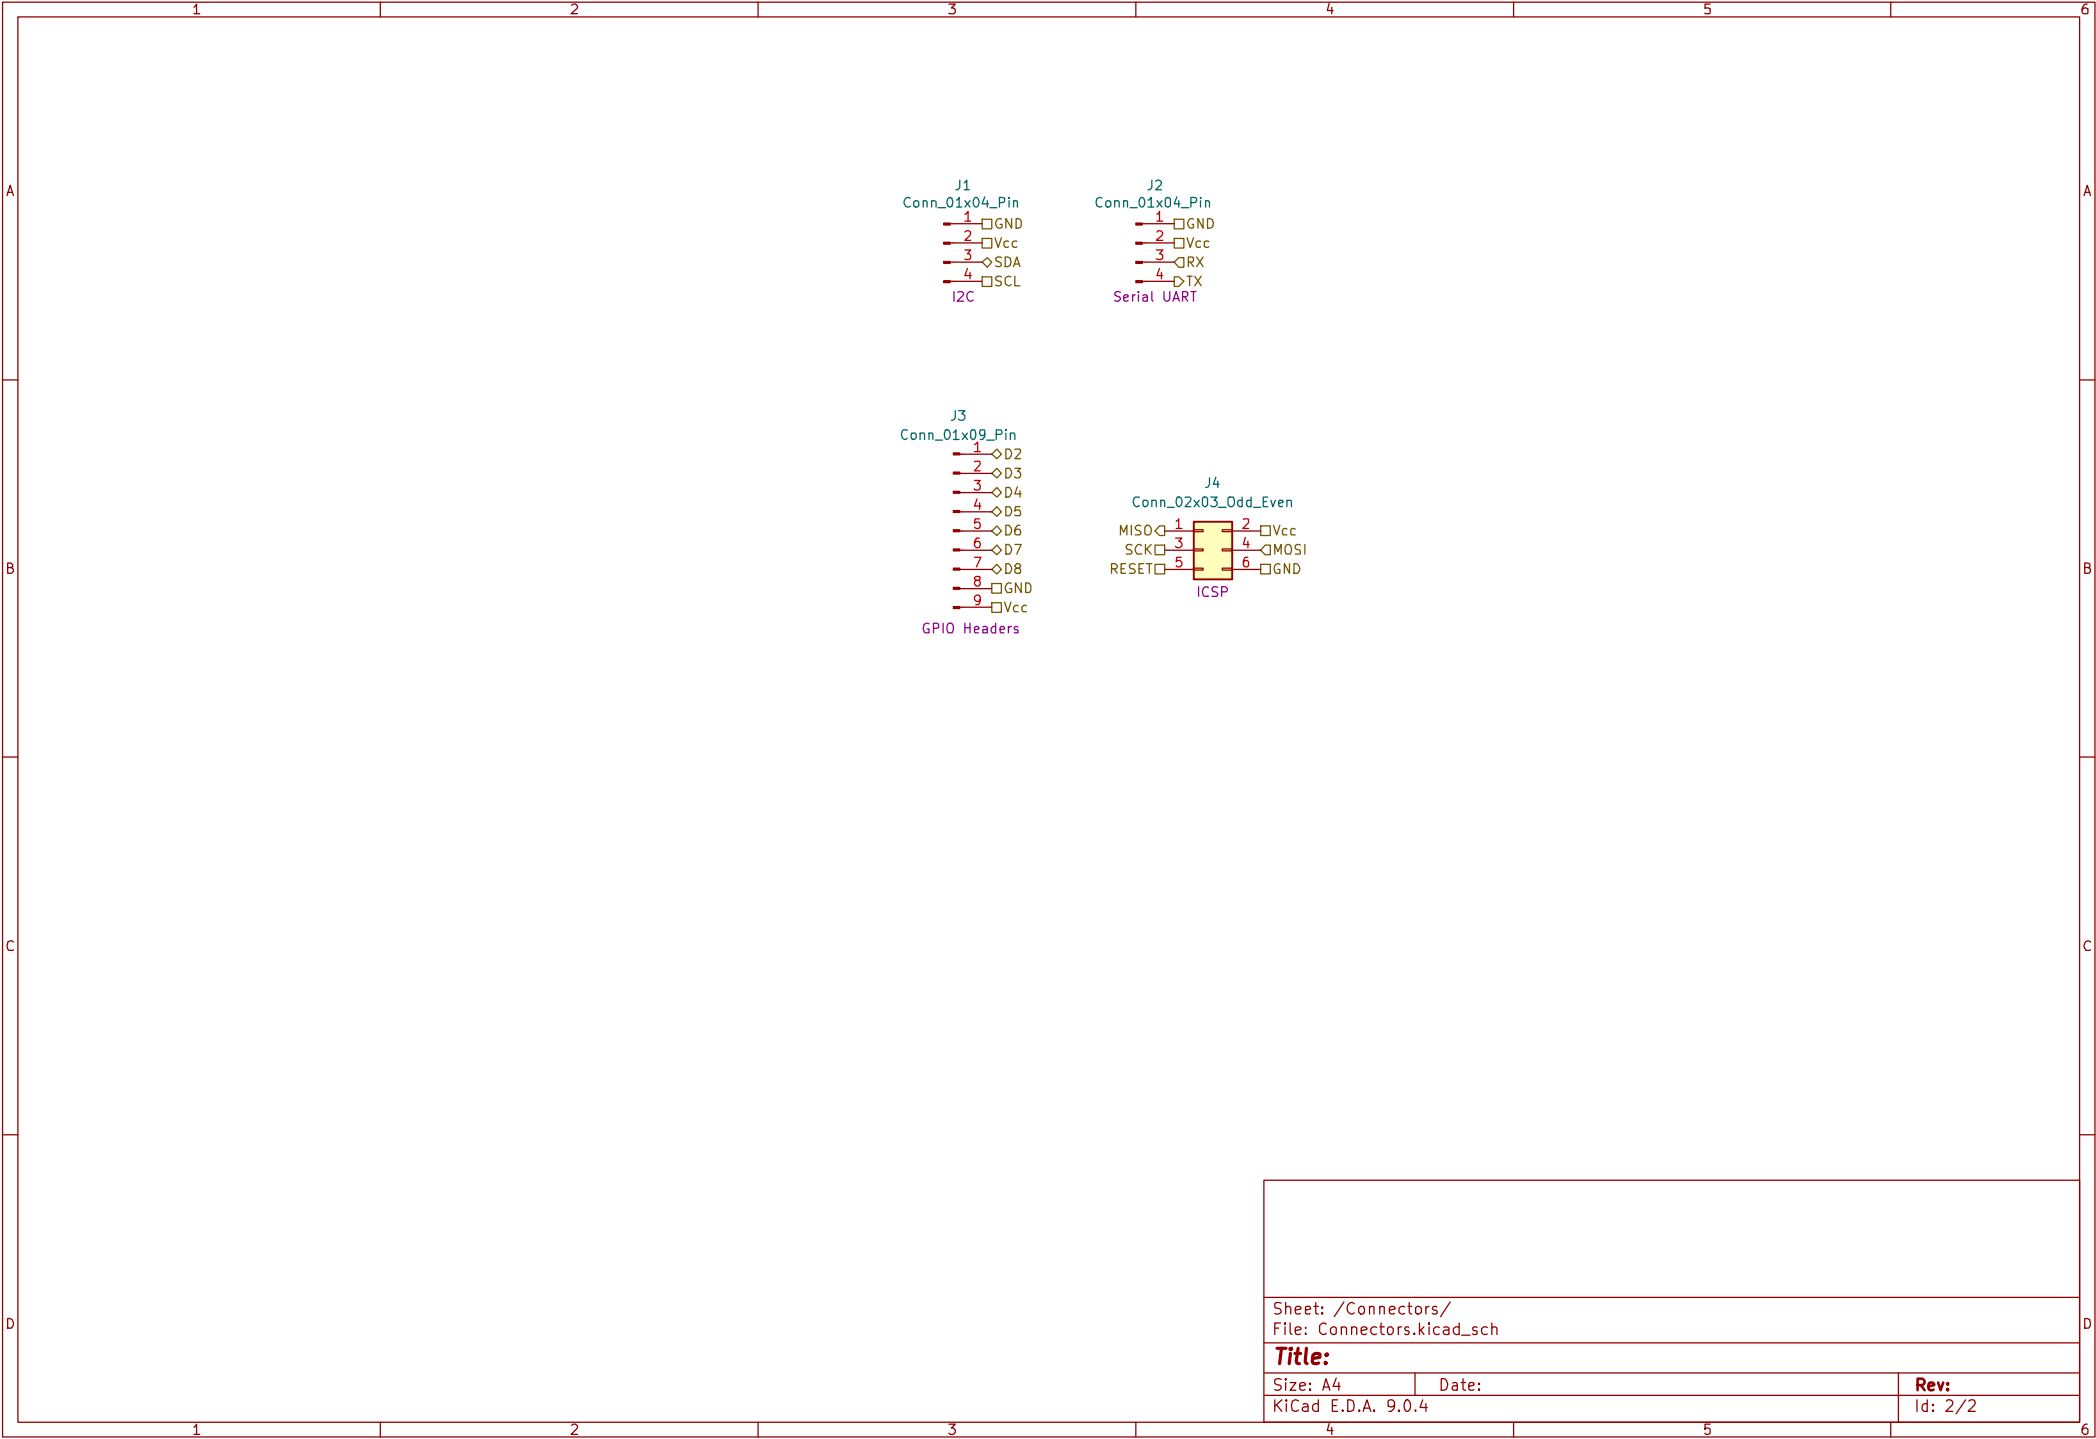 1 2 3 4 5 6
A A
J1 J2
Conn_01x04_Pin Conn_01x04_Pin
1 GND 1 GND
2 Vcc 2 Vcc
3 SDA 3 RX
4 SCL 4 TX
I2C Serial UART
J3
Conn_01x09_Pin
1 D2
2 D3
3 D4
4 D5
5 D6
6 D7
7 D8
8 GND
9 Vcc
GPIO Headers
J4
Conn_02x03_Odd_Even
MISO 1 2 Vcc
SCK 3 4 MOSI
RESET 5 6 GND
ICSP
B B
C C
D D
Sheet: /Connectors/
File: Connectors.kicad_sch
Title:
Size: A4 Date: Rev:
KiCad E.D.A. 9.0.4 Id: 2/2
1 2 3 4 5 6